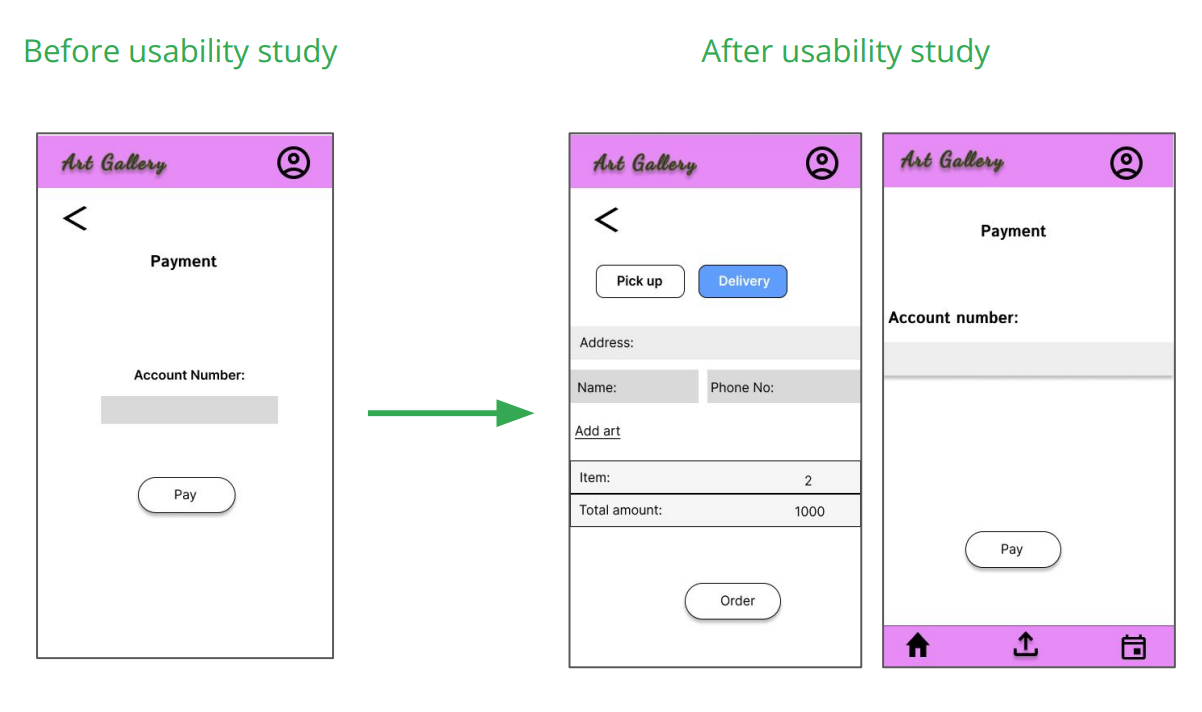 Before usability study
After usability study
Art Gallery
Payment
Account Number:
Pay
Art Gallery
Pick up
Delivery
Address:
Name:
Phone No:
Add art
Item: 2
Total amount: 1000
Order
Art Gallery
Payment
Account number:
Pay